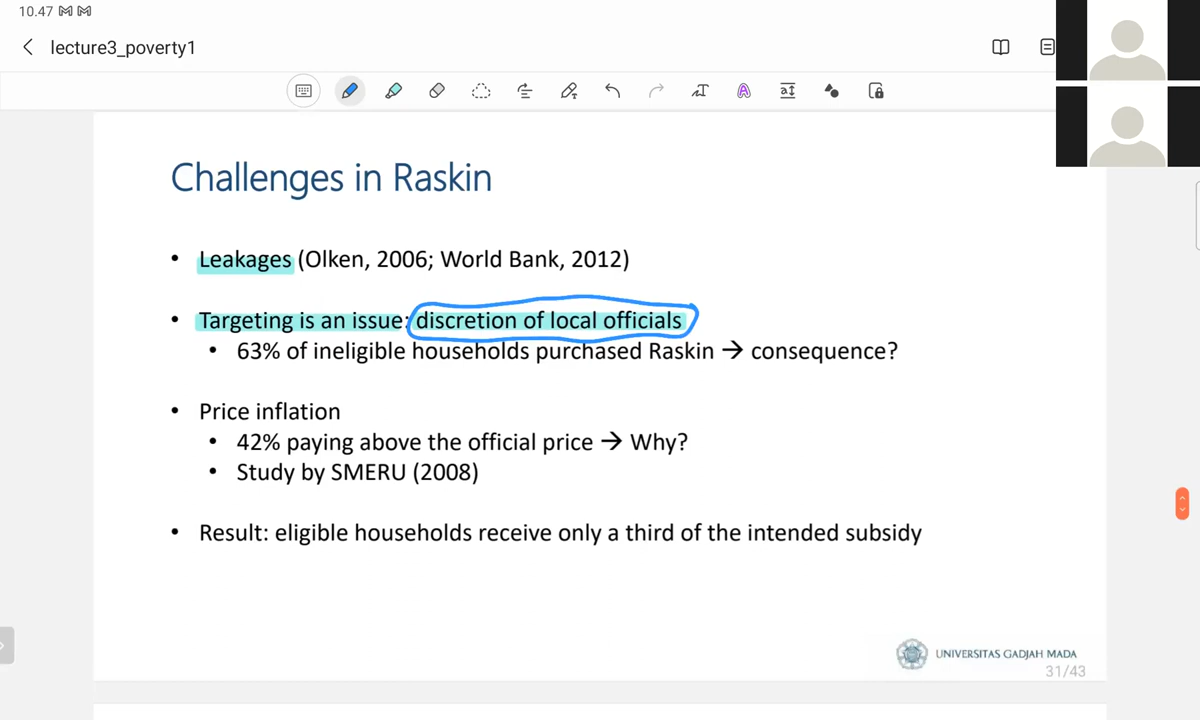 10.47
lecture3_poverty1
Challenges in Raskin
• Leakages (Olken, 2006; World Bank, 2012)
• Targeting is an issue: discretion of local officials
• 63% of ineligible households purchased Raskin → consequence?
• Price inflation
• 42% paying above the official price → Why?
• Study by SMERU (2008)
• Result: eligible households receive only a third of the intended subsidy
UNIVERSITAS GADJAH MADA
31/43